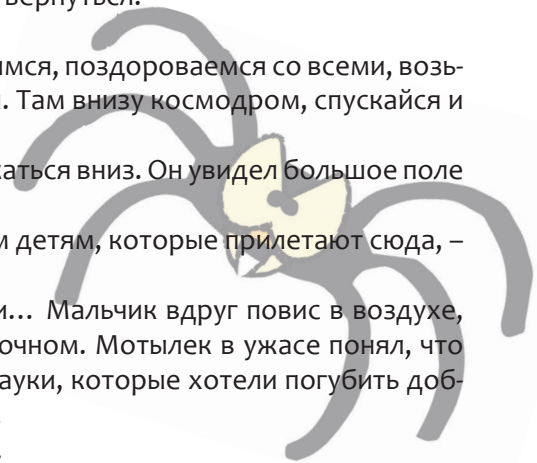 вернуться.
мся, поздороваемся со всеми, возь-
. Там внизу космодром, спускайся и
аться вниз. Он увидел большое поле
м детям, которые прилетают сюда, –
и… Мальчик вдруг повис в воздухе,
очном. Мотылек в ужасе понял, что
ауки, которые хотели погубить доб-